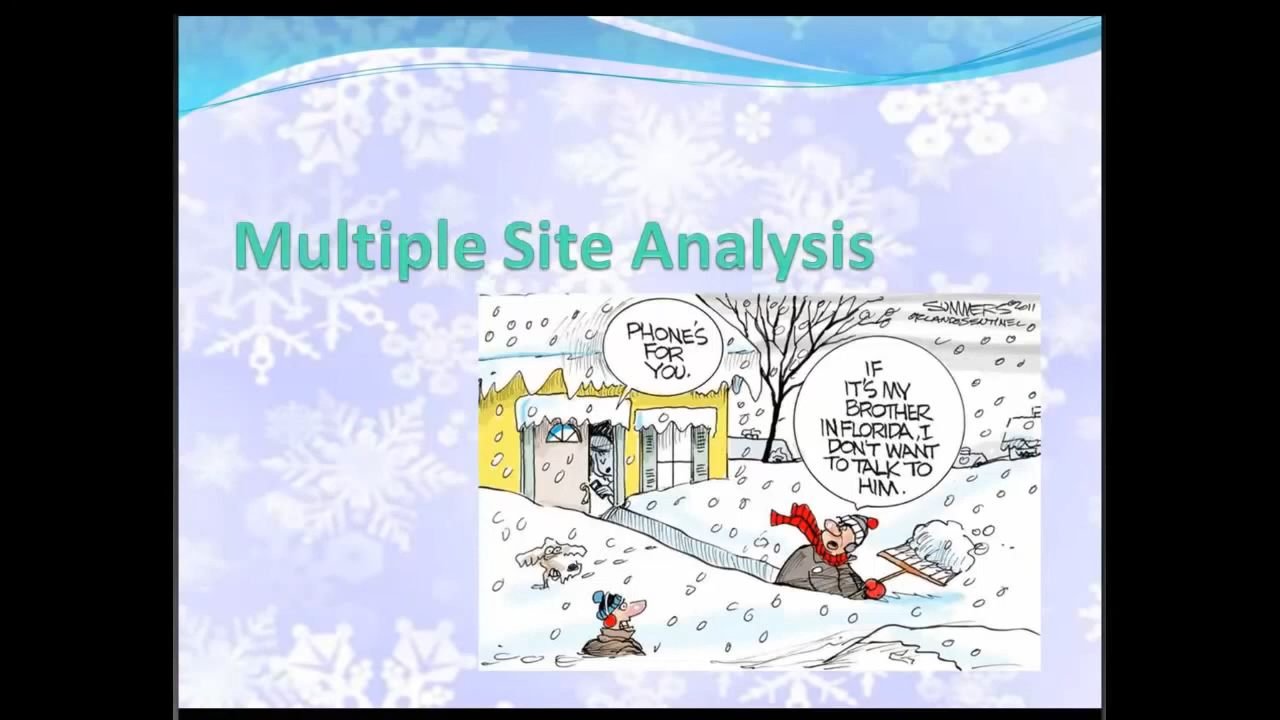 Multiple Site Analysis
SUMMERS ©2011
ORLANDO SENTINEL
PHONE'S
FOR
YOU.
IF
IT'S MY
BROTHER
IN FLORIDA, I
DON'T WANT
TO TALK TO
HIM.